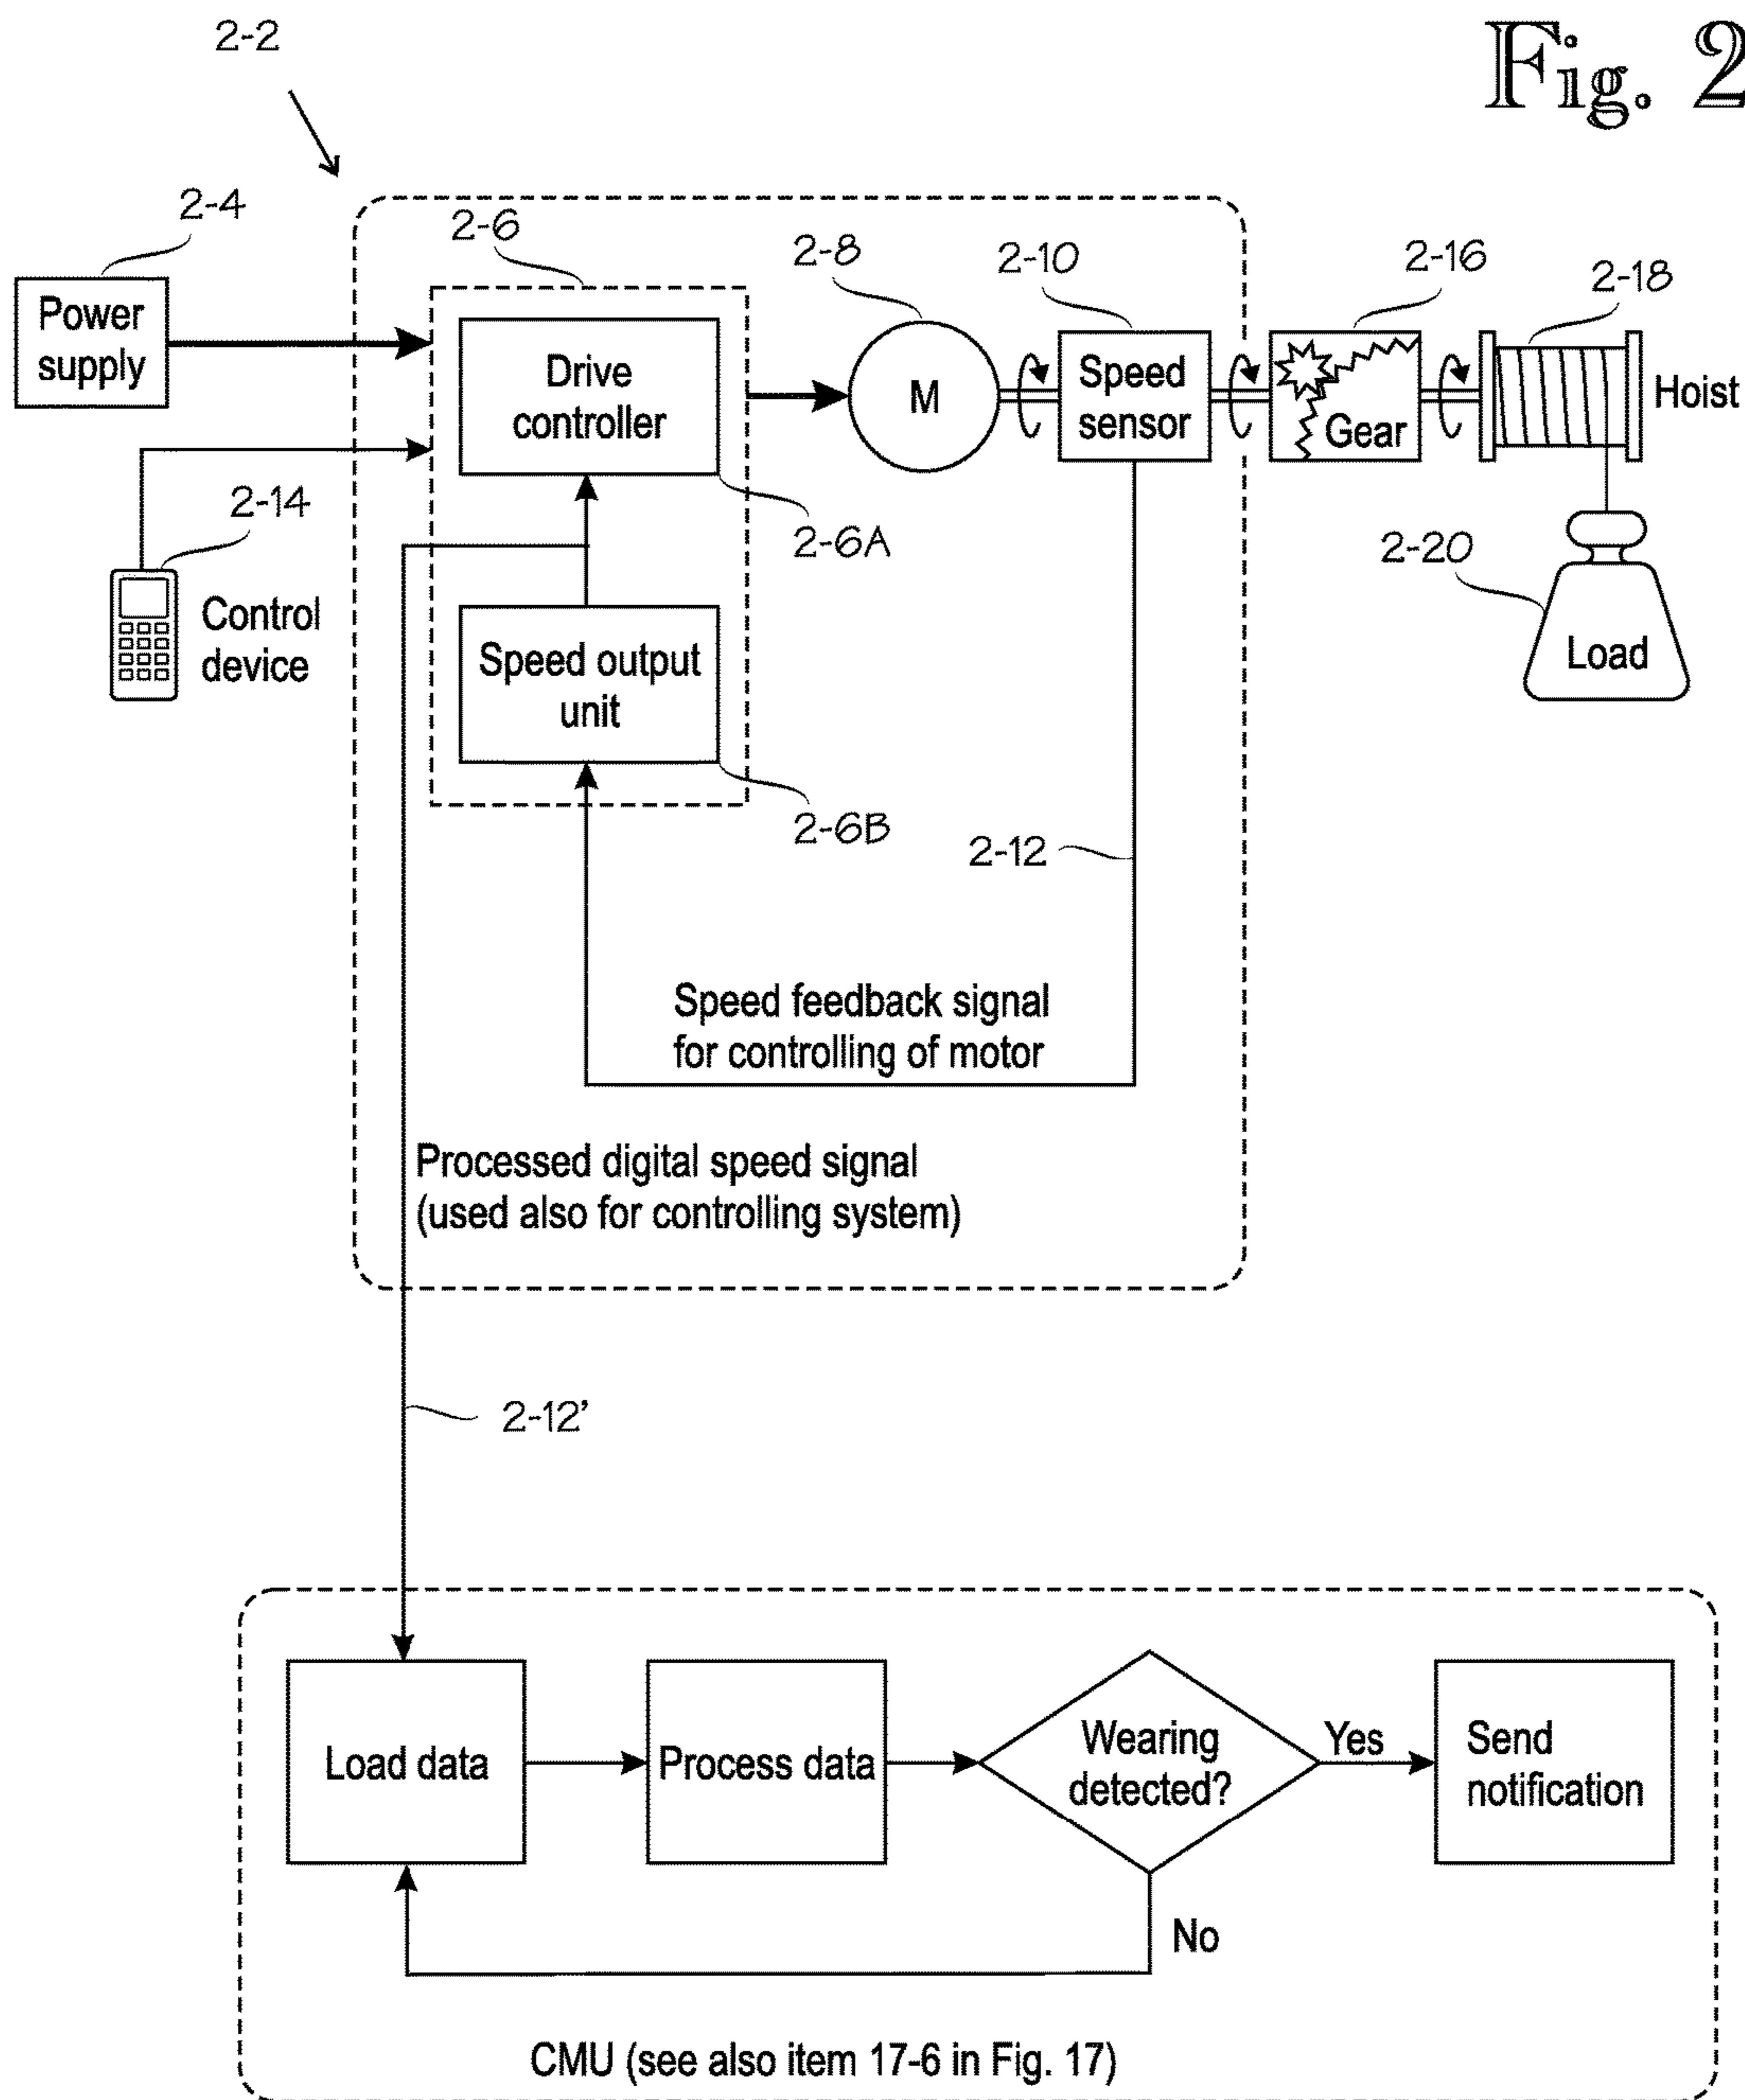 Fig. 2
2-2
2-4
2-6
2-8
2-10
2-16
2-18
Power
supply
Drive
controller
M
Speed
sensor
Gear
Hoist
2-14
2-6A
2-20
Control
device
Speed output
unit
Load
2-6B
2-12
Speed feedback signal
for controlling of motor
Processed digital speed signal
(used also for controlling system)
2-12'
Load data
Process data
Wearing
detected?
Yes
Send
notification
No
CMU (see also item 17-6 in Fig. 17)